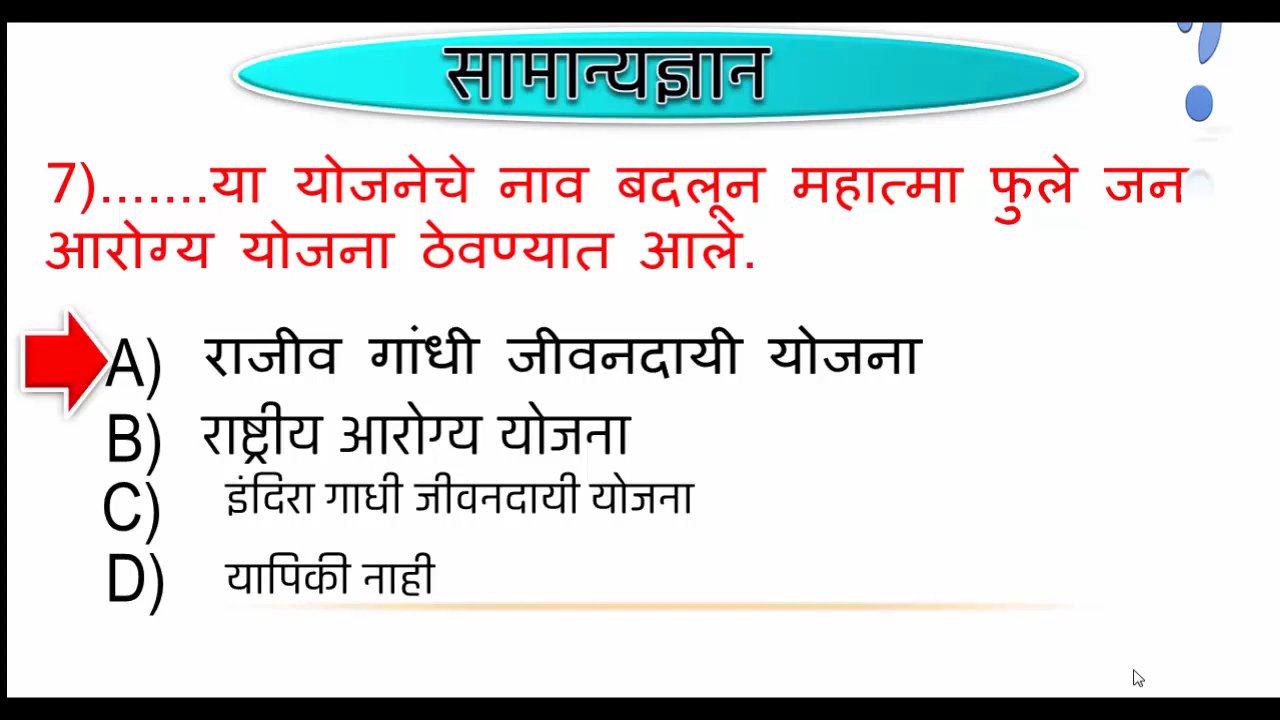 सामान्यज्ञान
7).......या योजनेचे नाव बदलून महात्मा फुले जन
आरोग्य योजना ठेवण्यात आले.
A) राजीव गांधी जीवनदायी योजना
B) राष्ट्रीय आरोग्य योजना
C) इंदिरा गाधी जीवनदायी योजना
D) यापिकी नाही